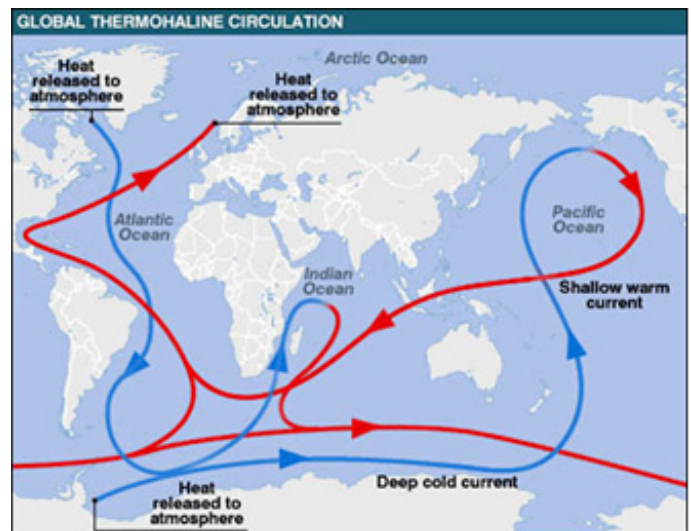 GLOBAL THERMOHALINE CIRCULATION
Arctic Ocean
Heat
released to
atmosphere
Heat
released to
atmosphere
Atlantic
Ocean
Pacific
Ocean
Indian
Ocean
Shallow warm
current
Deep cold current
Heat
released to
atmosphere